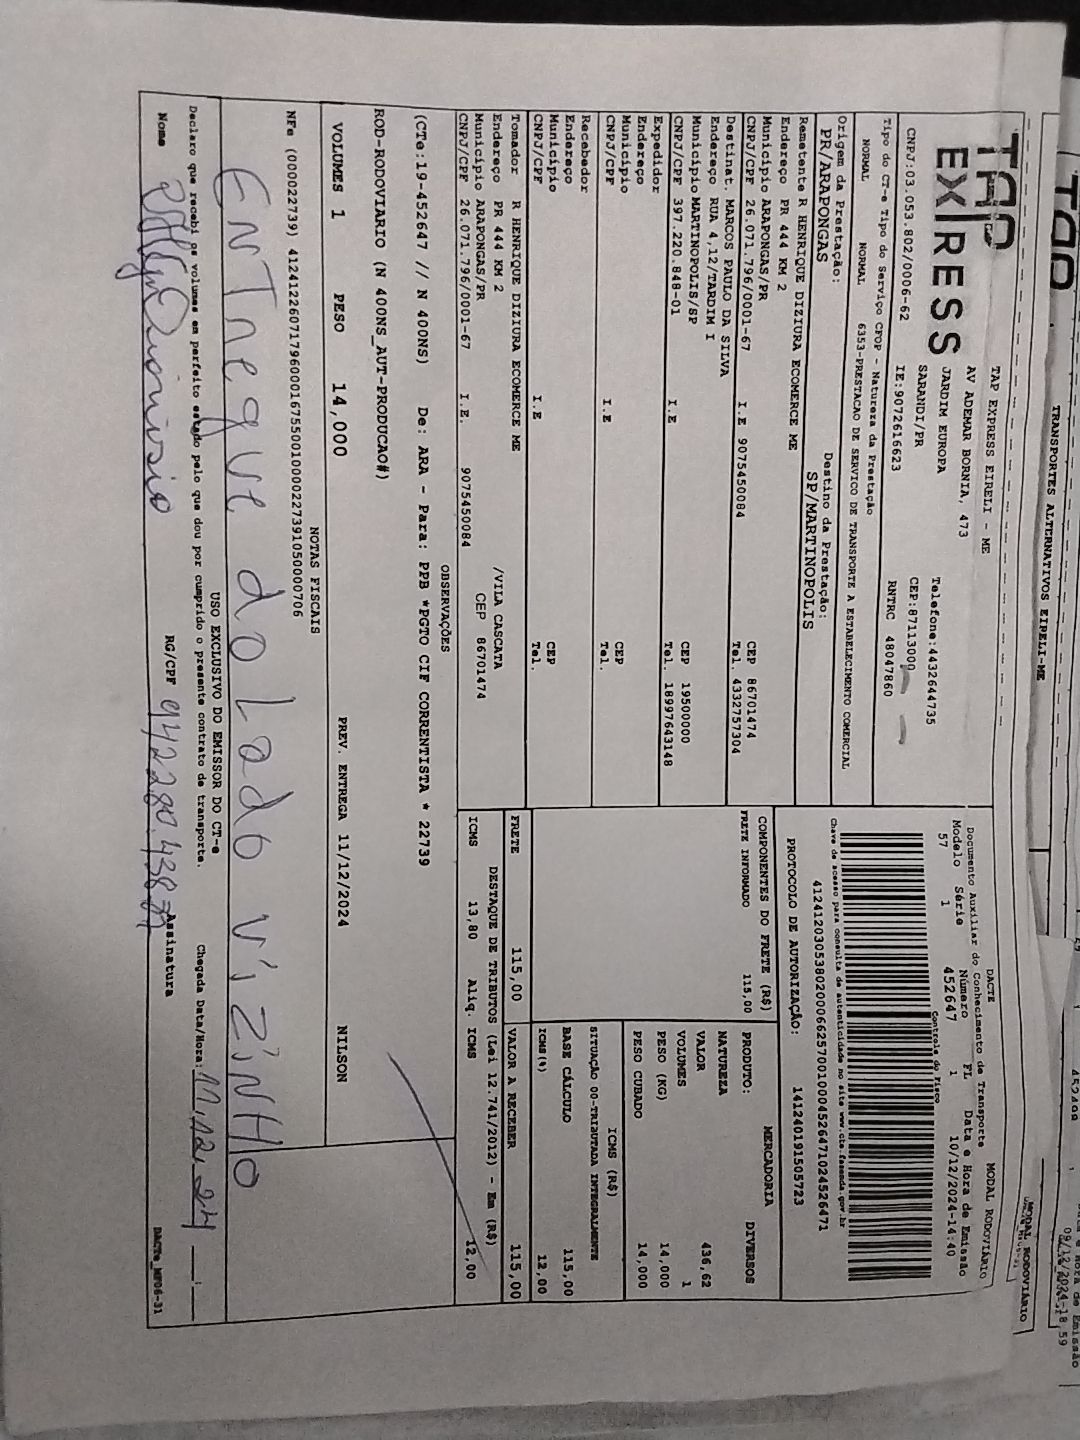 TRANSPORTES ALTERNATIVOS EIRELI-ME
MODAL RODOVIÁRIO
09/12/2024-18:59
TAP EXPRESS
TAP EXPRESS EIRELI - ME
AV ADEMAR BORNIA, 473
JARDIM EUROPA
SARANDI/PR
Telefone:4432644735
CEP:87113000
CNPJ:03.053.802/0006-62 IE:9072616623 RNTRC 48047860
DACTE MODAL RODOVIÁRIO
Documento Auxiliar do Conhecimento de Transporte
Modelo Série Número FL Data e Hora de Emissão
57 1 452647 1 10/12/2024-14:40
Controle do Fisco
Tipo do CT-e Tipo do Serviço CFOP - Natureza da Prestação
NORMAL NORMAL 6353-PRESTACAO DE SERVICO DE TRANSPORTE A ESTABELECIMENTO COMERCIAL
Chave de acesso para consulta de autenticidade no site www.cte.fazenda.gov.br
Origem da Prestação: Destino da Prestação:
PR/ARAPONGAS SP/MARTINOPOLIS
PROTOCOLO DE AUTORIZAÇÃO: 141240191505723
Remetente R HENRIQUE DIZIURA ECOMERCE ME
Endereço PR 444 KM 2
Município ARAPONGAS/PR CEP 86701474
CNPJ/CPF 26.071.796/0001-67 I.E 9075450084 Tel. 4332757304
Destinat. MARCOS PAULO DA SILVA
Endereço RUA 4,12/TARDIM I
Município MARTINOPOLIS/SP CEP 19500000
CNPJ/CPF 397.220.848-01 I.E Tel. 18997643148
Expedidor
Endereço
Município CEP
CNPJ/CPF I.E Tel.
Recebedor
Endereço
Município CEP
CNPJ/CPF I.E Tel.
Tomador R HENRIQUE DIZIURA ECOMERCE ME
Endereço PR 444 KM 2 /VILA CASCATA
Município ARAPONGAS/PR CEP 86701474
CNPJ/CPF 26.071.796/0001-67 I.E. 9075450084
COMPONENTES DO FRETE (R$)
FRETE INFORMADO 115,00
PRODUTO: MERCADORIA
NATUREZA DIVERSOS
VALOR 436,62
VOLUMES 1
PESO (KG) 14,000
PESO CUBADO 14,000
ICMS (R$)
SITUAÇÃO 00-TRIBUTADA INTEGRALMENTE
BASE CÁLCULO 115,00
ICMS(%) 12,00
FRETE 115,00 VALOR A RECEBER 115,00
DESTAQUE DE TRIBUTOS (Lei 12.741/2012) - Em (R$)
ICMS 13,80 Aliq. ICMS 12,00
OBSERVAÇÕES
(CTe:19-452647 // N 400NS) De: ARA - Para: PPB *PGTO CIF CORRENTISTA * 22739
ROD-RODOVIARIO (N 400NS_AUT-PRODUCAO#)
VOLUMES 1 PESO 14,000 PREV. ENTREGA 11/12/2024 NILSON
NOTAS FISCAIS
NFe (000022739) 41241226071796000167550010000227391050000706
Entregue do Lado vizinho
USO EXCLUSIVO DO EMISSOR DO CT-e
Declaro que recebi os volumes em perfeito estado pelo que dou por cumprido o presente contrato de transporte. Chegada Data/Hora: 11.12.24 __:__
Nome RG/CPF Assinatura
DACTe_MF06-31